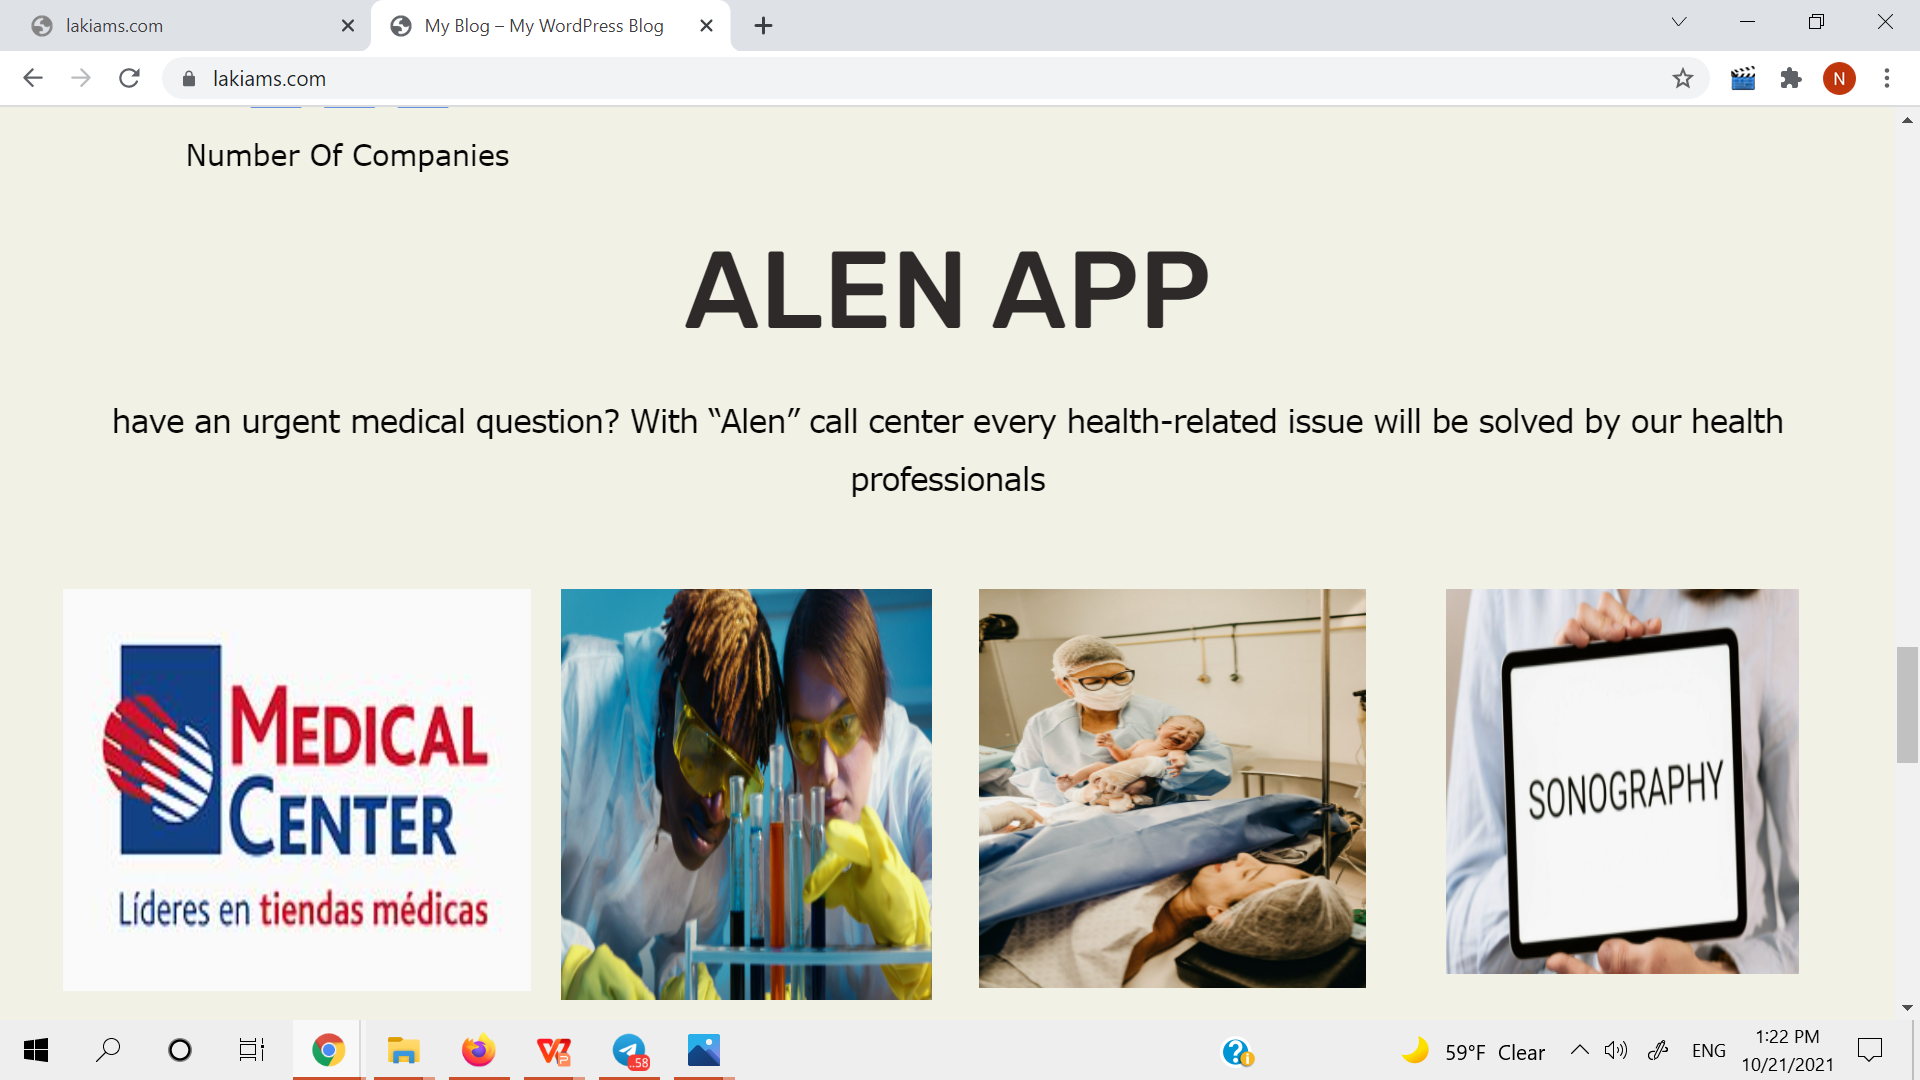 lakiams.com
My Blog – My WordPress Blog
lakiams.com
N
Number Of Companies
ALEN APP
have an urgent medical question? With “Alen” call center every health-related issue will be solved by our health
professionals
MEDICAL
CENTER
Líderes en tiendas médicas
SONOGRAPHY
..58
59°F Clear
ENG
1:22 PM
10/21/2021